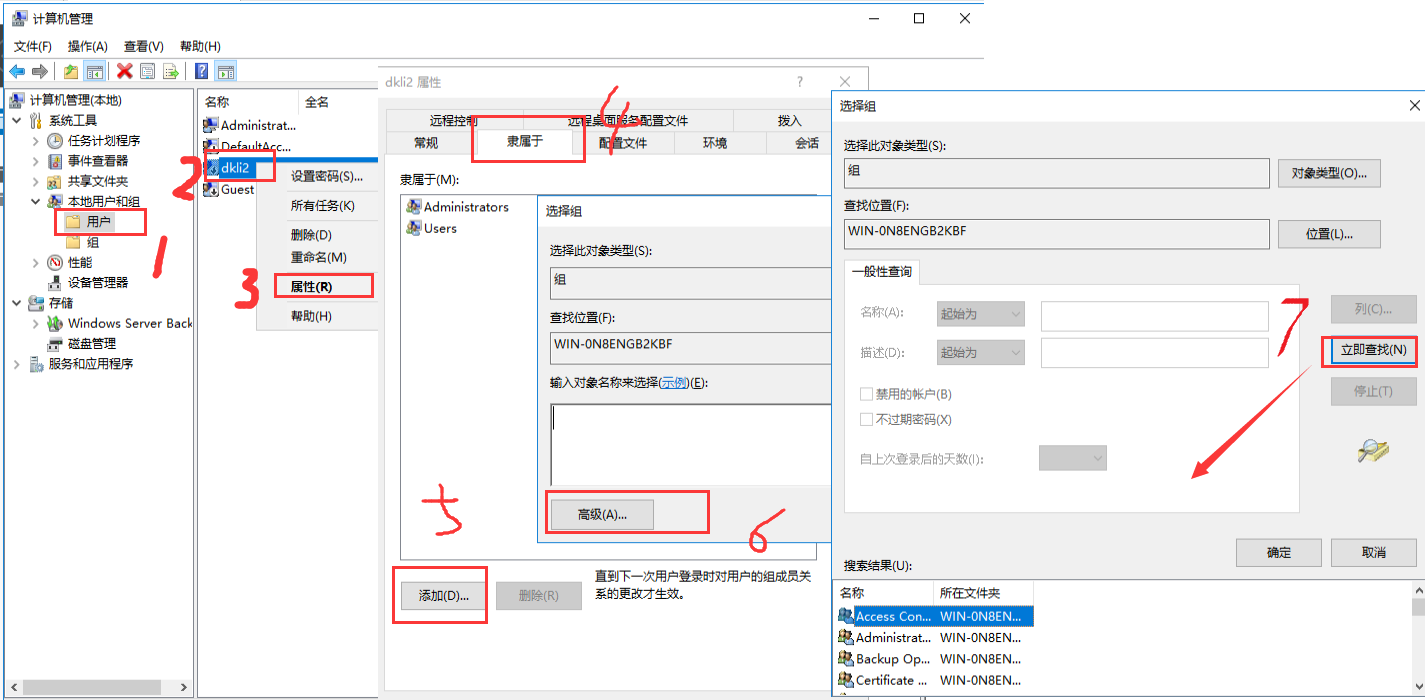 计算机管理
文件(F) 操作(A) 查看(V) 帮助(H)
计算机管理(本地)
系统工具
任务计划程序
事件查看器
共享文件夹
本地用户和组
用户
组
性能
设备管理器
存储
Windows Server Back
磁盘管理
服务和应用程序
名称 全名
Administrat...
DefaultAcc...
dkli2
Guest
1
2
3
设置密码(S)...
所有任务(K)
删除(D)
重命名(M)
属性(R)
帮助(H)
dkli2 属性
4
远程控制 远程桌面服务配置文件 拨入
常规 隶属于 配置文件 环境 会话
隶属于(M):
Administrators
Users
5
添加(D)... 删除(R)
直到下一次用户登录时对用户的组成员关
系的更改才生效。
选择组
选择此对象类型(S):
组
查找位置(F):
WIN-0N8ENGB2KBF
输入对象名称来选择(示例)(E):
高级(A)...
6
选择组
选择此对象类型(S):
组 对象类型(O)...
查找位置(F):
WIN-0N8ENGB2KBF 位置(L)...
一般性查询
名称(A): 起始为
描述(D): 起始为
禁用的帐户(B)
不过期密码(X)
自上次登录后的天数(I):
7
列(C)...
立即查找(N)
停止(T)
确定 取消
搜索结果(U):
名称 所在文件夹
Access Con... WIN-0N8EN...
Administrat... WIN-0N8EN...
Backup Op... WIN-0N8EN...
Certificate ... WIN-0N8EN...